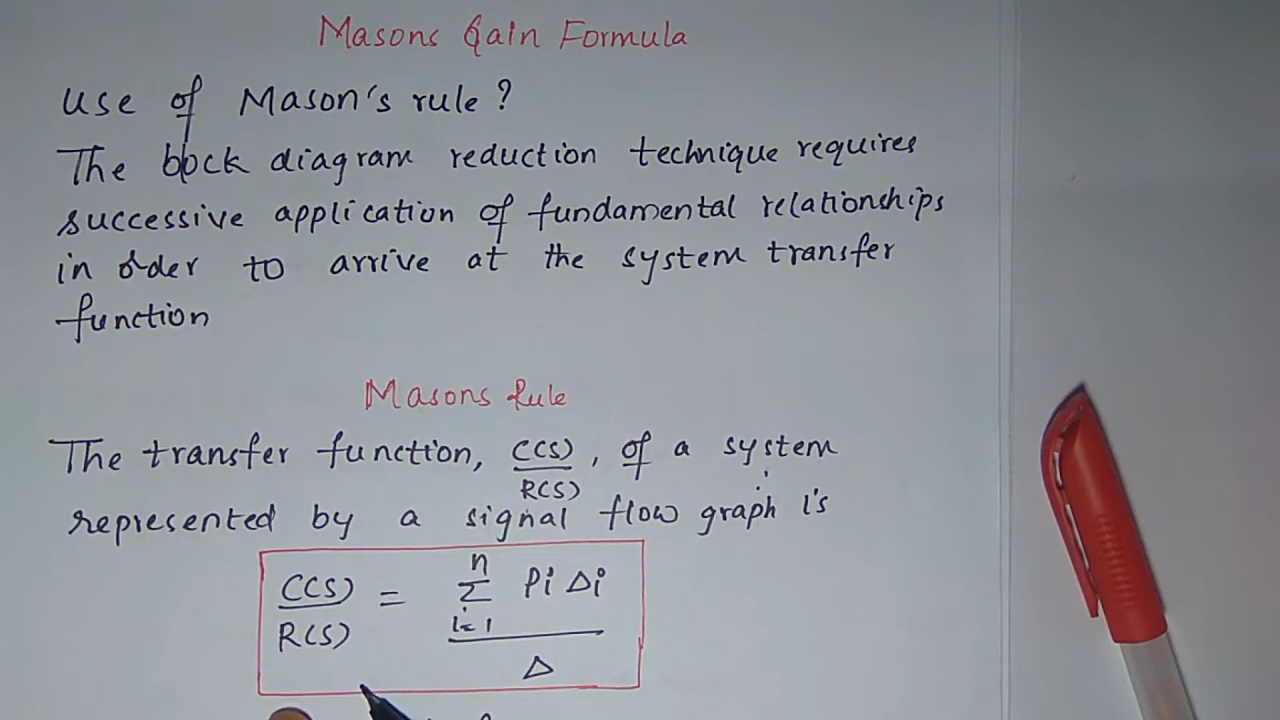 Masons Gain Formula
Use of Mason's rule?
The block diagram reduction technique requires
successive application of fundamental relationships
in order to arrive at the system transfer
function
Masons Rule
The transfer function, C(S)/R(S), of a system
represented by a signal flow graph is
C(S)/R(S) = n Σ i=1 Pi Δi / Δ